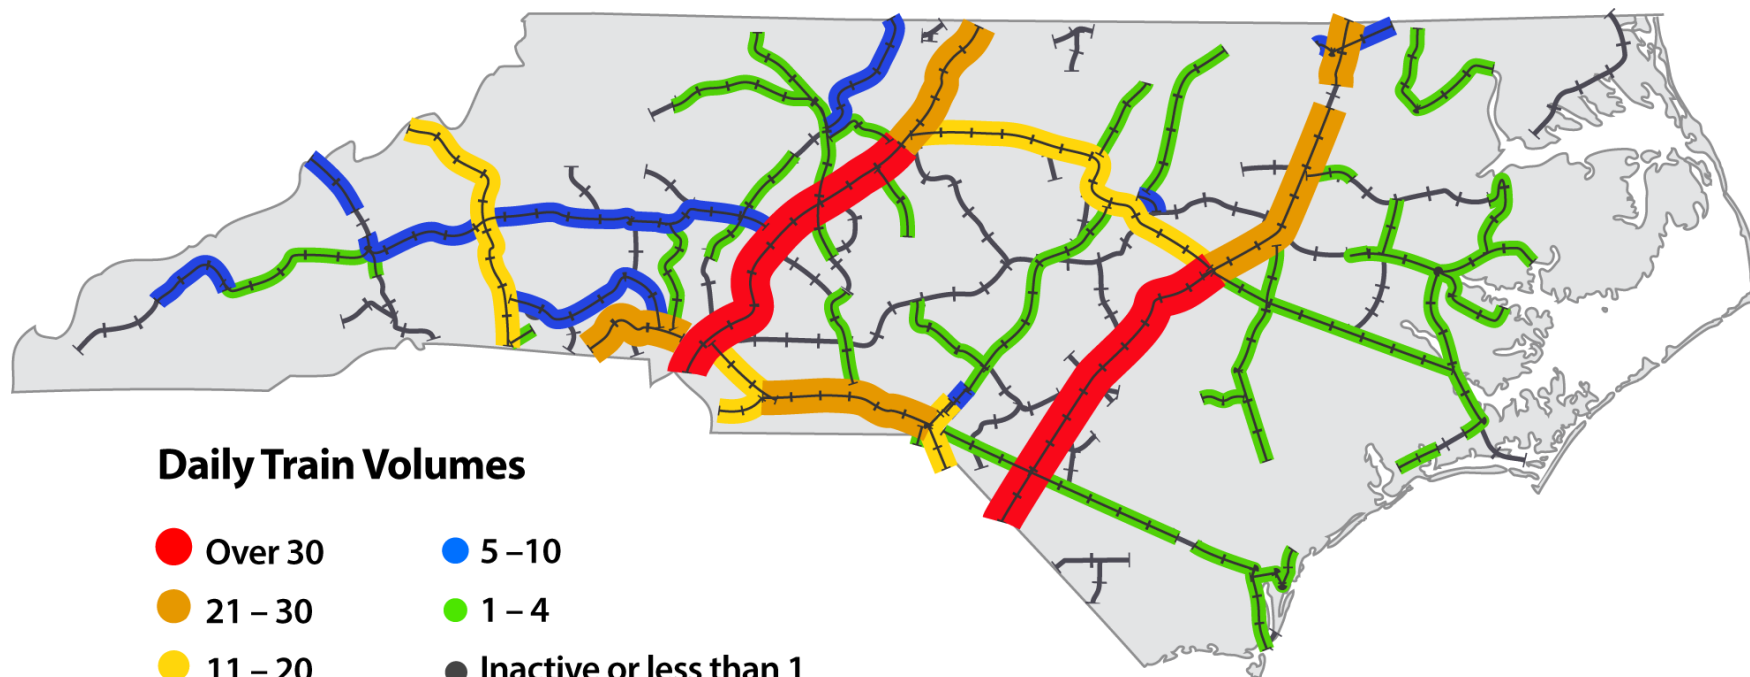 Daily Train Volumes
Over 30
5 –10
21 – 30
1 – 4
11 – 20
Inactive or less than 1